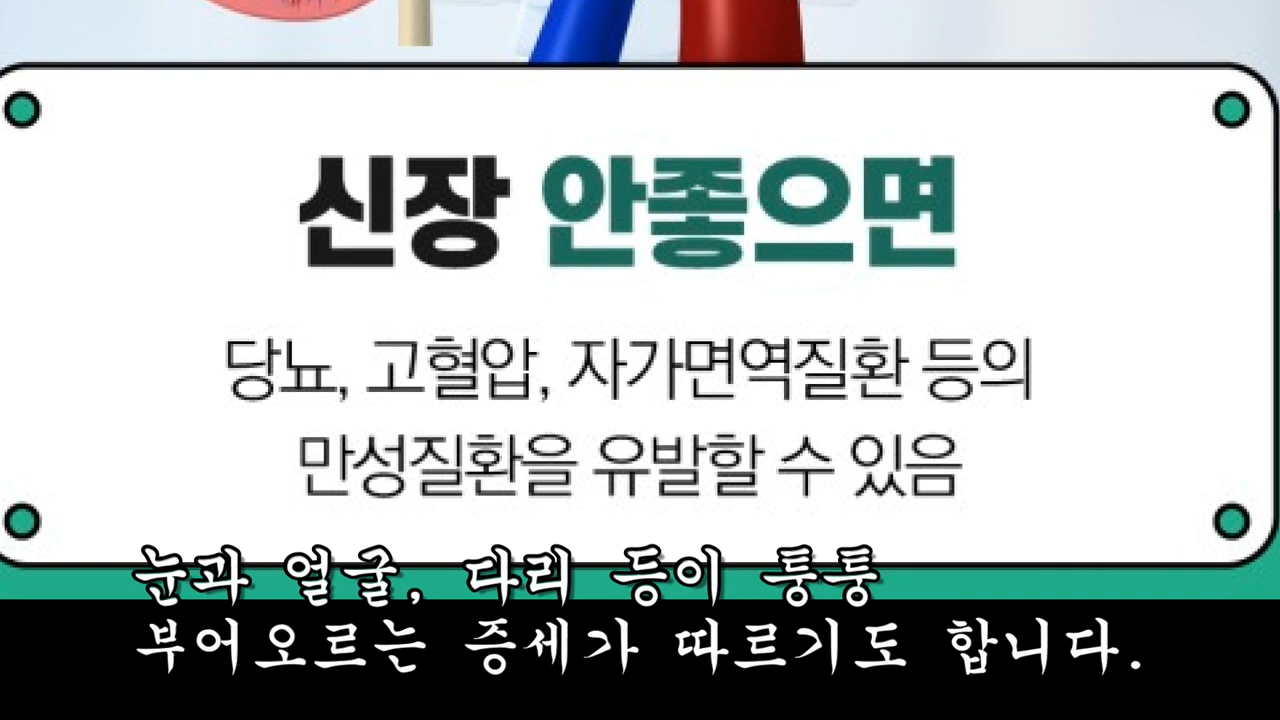 신장 안좋으면
당뇨, 고혈압, 자가면역질환 등의
만성질환을 유발할 수 있음
눈과 얼굴, 다리 등이 퉁퉁
부어오르는 증세가 따르기도 합니다.